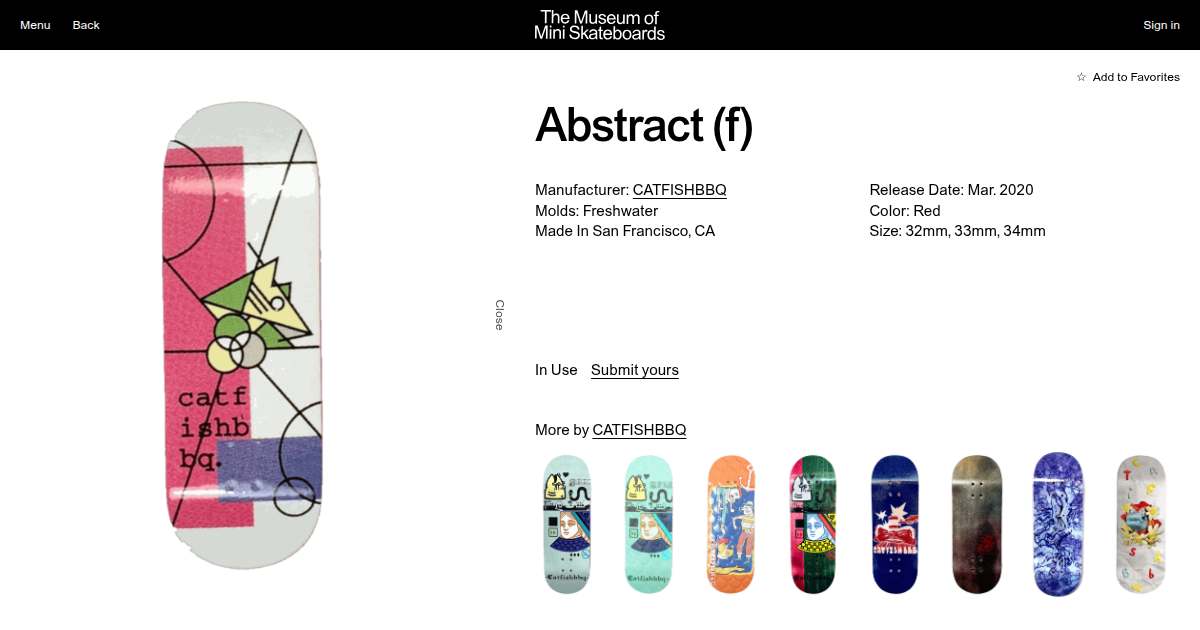 Menu
Back
The Museum of
Mini Skateboards
Sign in
☆ Add to Favorites
Abstract (f)
Manufacturer: CATFISHBBQ
Molds: Freshwater
Made In San Francisco, CA
Release Date: Mar. 2020
Color: Red
Size: 32mm, 33mm, 34mm
catf
ishb
bq.
Close
In Use Submit yours
More by CATFISHBBQ
Catfishbbq
Catfishbbq